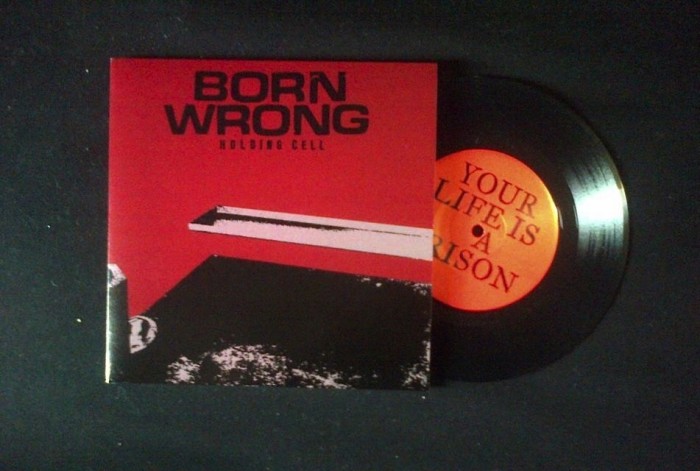 BORN
WRONG
HOLDING CELL
YOUR
LIFE IS
A
RISON